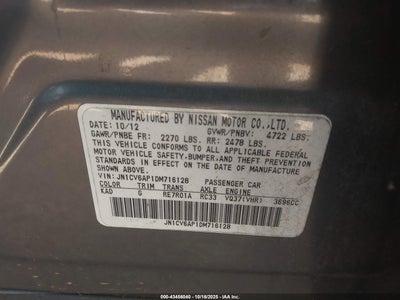 MANUFACTURED BY NISSAN MOTOR CO.,LTD.
DATE: 10/12 GVWR/PNBV: 4722 LBS.
GAWR/PNBE FR: 2270 LBS. RR: 2478 LBS.
THIS VEHICLE CONFORMS TO ALL APPLICABLE FEDERAL
MOTOR VEHICLE SAFETY,BUMPER,AND THEFT PREVENTION
STANDARDS IN EFFECT ON THE DATE OF MANUFACTURE
SHOWN ABOVE.
VIN: JN1CV6AP1DM716128 PASSENGER CAR
COLOR TRIM TRANS AXLE ENGINE
KAD G RE7R01A RC33 VQ37(VHR) 3696CC
JN1CV6AP1DM716128
000 - 43456040 - 10/18/2025 - copart.com